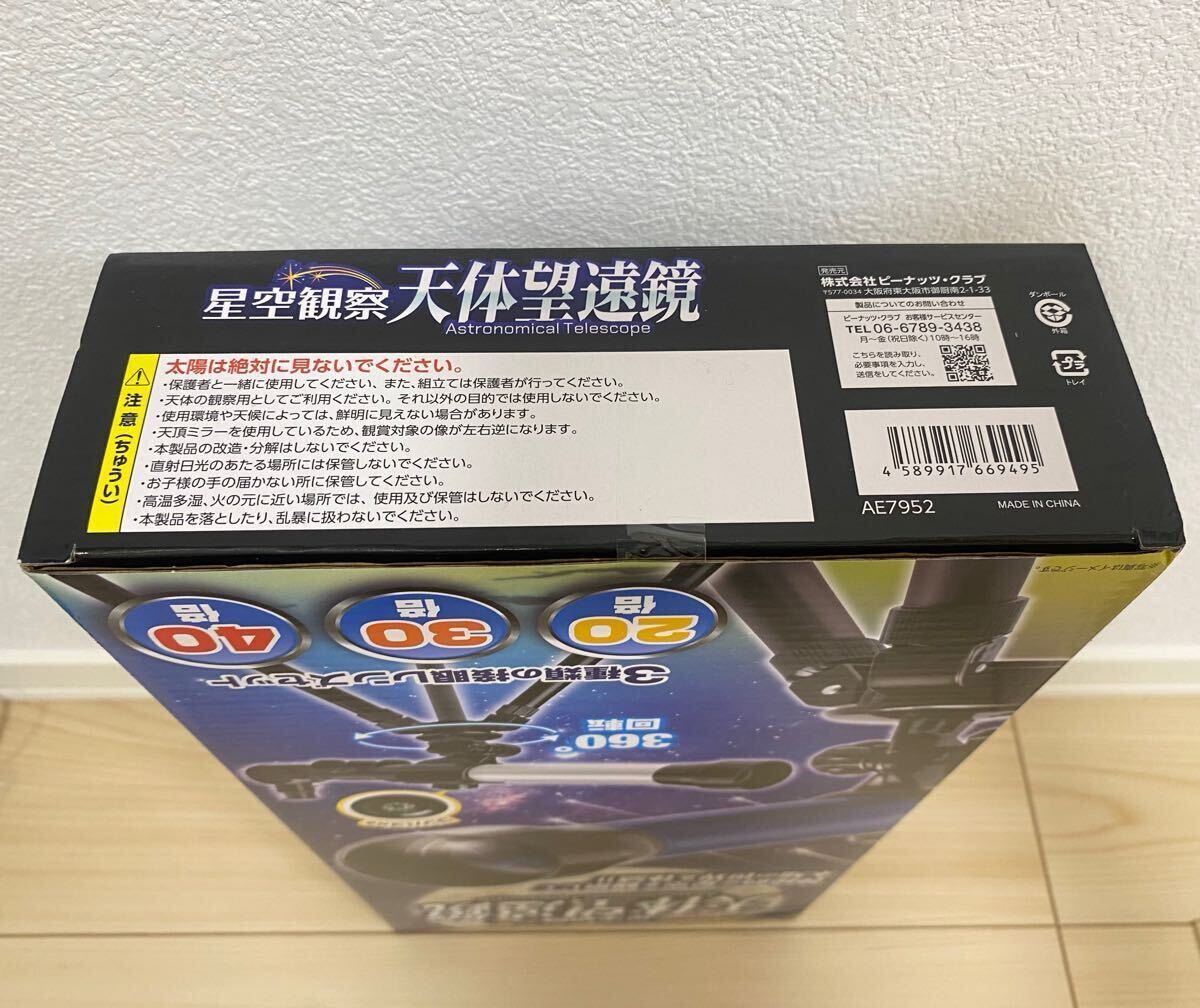 星空観察 天体望遠鏡
Astronomical Telescope
注意(ちゅうい)
太陽は絶対に見ないでください。
・保護者と一緒に使用してください、また、組立ては保護者が行ってください。
・天体の観察用としてご利用ください。それ以外の目的では使用しないでください。
・使用環境や天候によっては、鮮明に見えない場合があります。
・天頂ミラーを使用しているため、観賞対象の像が左右逆になります。
・本製品の改造・分解はしないでください。
・直射日光のあたる場所には保管しないでください。
・お子様の手の届かない所に保管してください。
・高温多湿、火の元に近い場所では、使用及び保管はしないでください。
・本製品を落としたり、乱暴に扱わないでください。
発売元
株式会社ピーナッツ・クラブ
〒577-0034 大阪府東大阪市御厨南2-1-33
製品についてのお問い合わせ
ピーナッツ・クラブ お客様サービスセンター
TEL 06-6789-3438
月〜金(祝日除く)10時〜16時
こちらを読み取り、
必要事項を入力し、
送信をしてください。
ダンボール
外箱
プラ
トレイ
4 589917 669495
AE7952
MADE IN CHINA
※写真はイメージです。
20倍
30倍
40倍
3種類の接眼レンズセット
360°
回転
天体望遠鏡